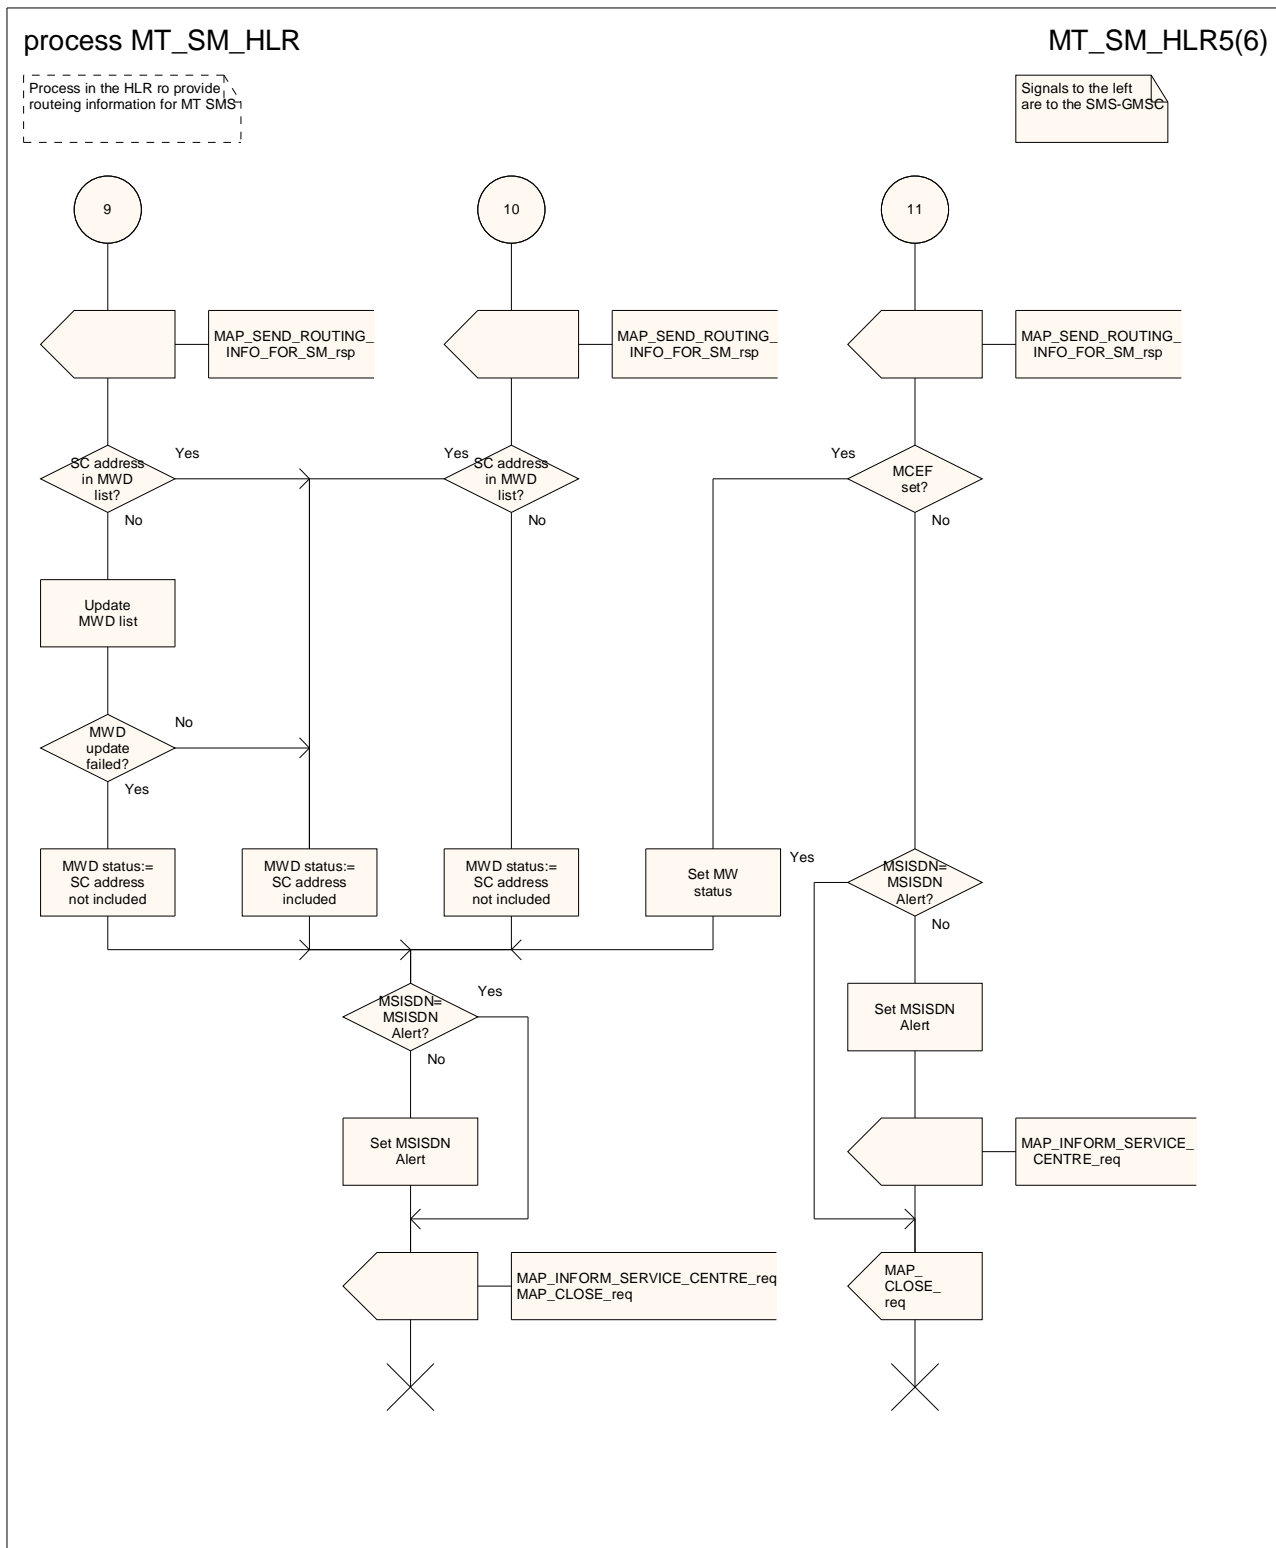 process MT_SM_HLR
MT_SM_HLR5(6)
Process in the HLR ro provide
routeing information for MT SMS
Signals to the left
are to the SMS-GMSC
9
10
11
MAP_SEND_ROUTING_
INFO_FOR_SM_rsp
MAP_SEND_ROUTING_
INFO_FOR_SM_rsp
MAP_SEND_ROUTING_
INFO_FOR_SM_rsp
SC address
in MWD
list?
Yes
No
Yes
SC address
in MWD
list?
No
Yes
MCEF
set?
No
Update
MWD list
MWD
update
failed?
No
Yes
MWD status:=
SC address
not included
MWD status:=
SC address
included
MWD status:=
SC address
not included
Set MW
status
Yes
MSISDN=
MSISDN
Alert?
No
MSISDN=
MSISDN
Alert?
Yes
No
Set MSISDN
Alert
Set MSISDN
Alert
MAP_INFORM_SERVICE_
CENTRE_req
MAP_INFORM_SERVICE_CENTRE_req
MAP_CLOSE_req
MAP_
CLOSE_
req